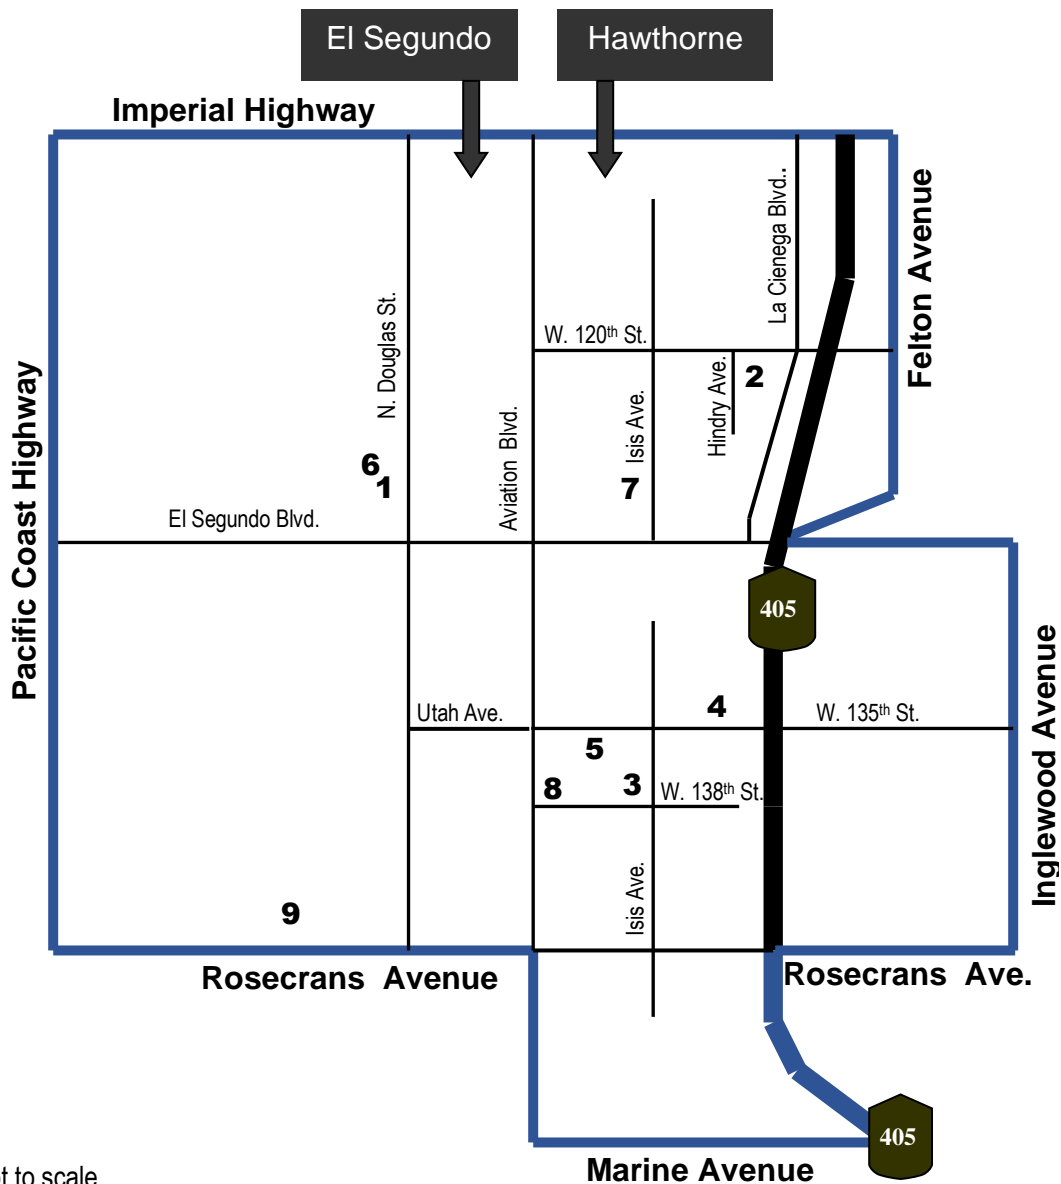 El Segundo
Hawthorne
Imperial Highway
La Cienega Blvd..
Felton Avenue
N. Douglas St.
W. 120th St.
Pacific Coast Highway
Hindry Ave.
2
Aviation Blvd.
Isis Ave.
6
1
7
El Segundo Blvd.
405
Inglewood Avenue
4
Utah Ave.
W. 135th St.
5
3
8
W. 138th St.
Isis Ave.
9
Rosecrans Avenue
Rosecrans Ave.
405
Marine Avenue
to scale